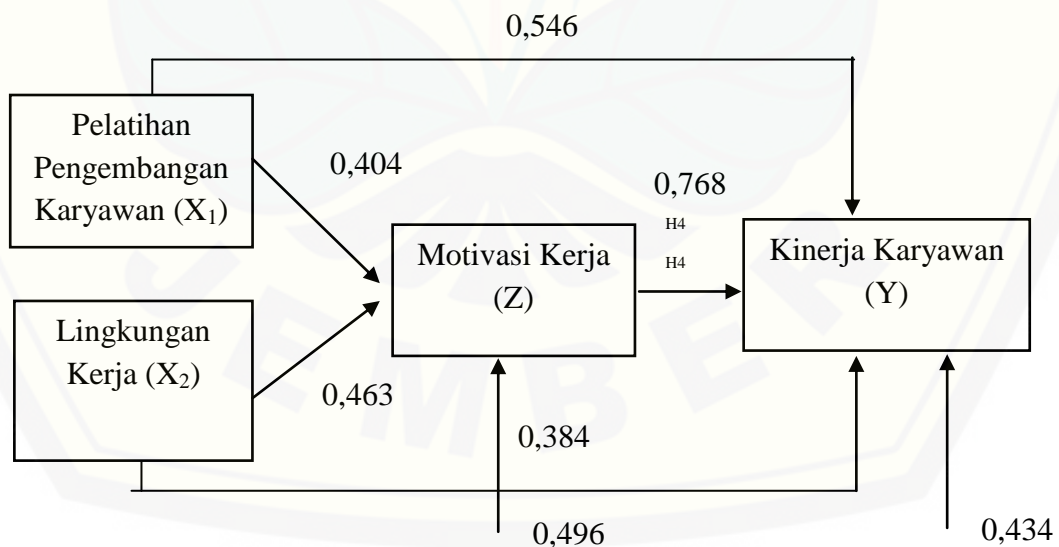 0,546
Pelatihan
Pengembangan
Karyawan (X₁)
0,404
0,768
H4
H4
Motivasi Kerja
(Z)
Kinerja Karyawan
(Y)
Lingkungan
Kerja (X₂)
0,463
0,384
0,496
0,434
JEMBER